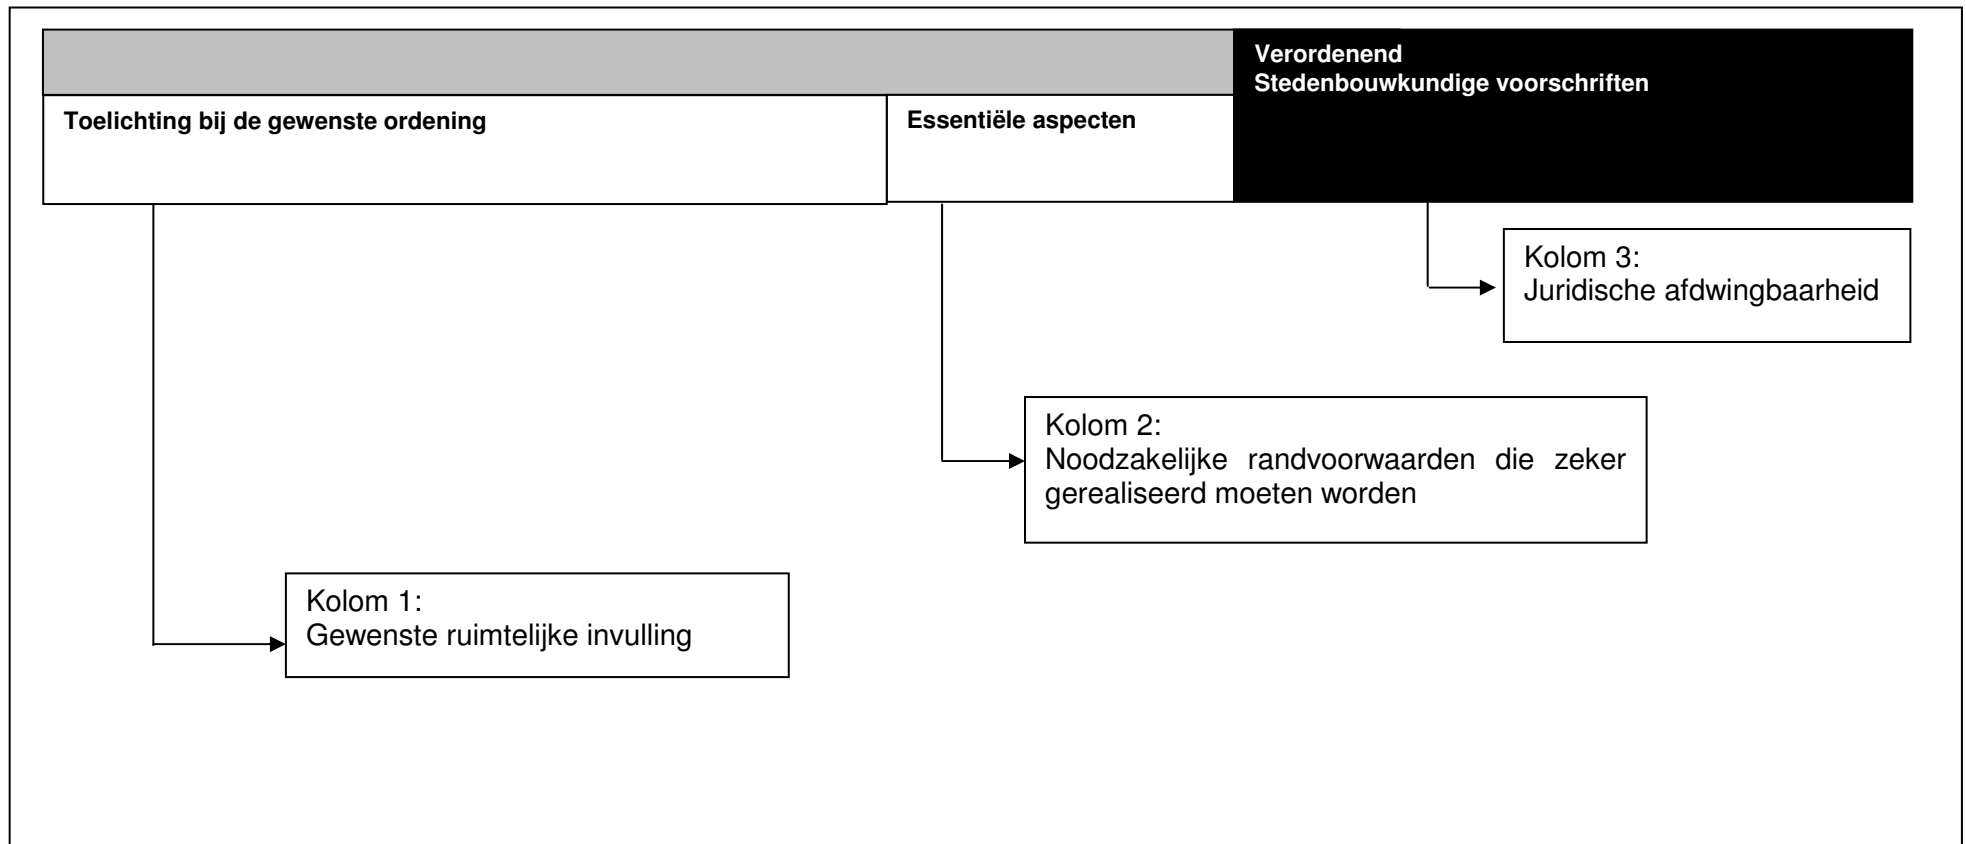 Verordenend
Stedenbouwkundige voorschriften
Toelichting bij de gewenste ordening
Essentiële aspecten
Kolom 3:
Juridische afdwingbaarheid
Kolom 2:
Noodzakelijke randvoorwaarden die zeker
gerealiseerd moeten worden
Kolom 1:
Gewenste ruimtelijke invulling